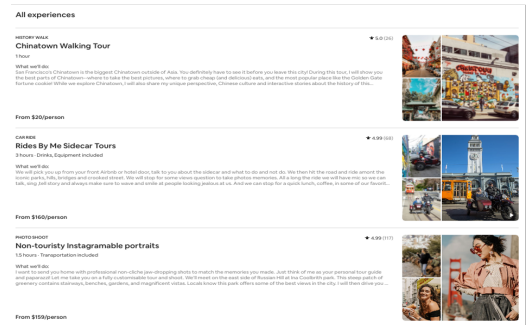 All experiences
HISTORY WALK
★ 5.0 (26)
Chinatown Walking Tour
1 hour
What we'll do:
San Francisco's Chinatown is the biggest Chinatown outside of Asia. You definitely have to see it before you leave this city! During this tour, I will show you
the best parts of Chinatown—where to take the best pictures, where to grab cheap (and delicious) eats, and the most popular place like the Golden Gate
fortune cookie! While we explore Chinatown, I will also share my unique perspective, Chinese culture and interactive stories about the history of this...
From $20/person
CAR RIDE
★ 4.99 (88)
Rides By Me Sidecar Tours
3 hours · Drinks, Equipment included
What we'll do:
We will pick you up from your front Airbnb or hotel door, talk to you about the sidecar and what to do and not do. We then hit the road and ride ament the
iconic parks, hills, bridges and crooked street. We will stop for some views question to take photos memories. All a long the ride we will have mic so we can
talk, sing 3ef story and always make sure to wave and smile at people looking jealous at us. And we can stop for a quick lunch, coffee, in some of our favorit...
From $160/person
PHOTO SHOOT
★ 4.99 (117)
Non-touristy Instagramable portraits
1.5 hours · Transportation included
What we'll do:
I want to send you home with professional non-cliche jaw-dropping shots to match the memories you made. Just think of me as your personal tour guide
and paparazzi! Let me take you on a fully customisable tour and shoot. We'll meet on the east side of Russian Hill at Ina Coolbrith park. This steep patch of
greenery contains stairways, benches, gardens, and magnificent vistas. Locals know this park offers some of the best views in the city. I will then drive you...
From $159/person